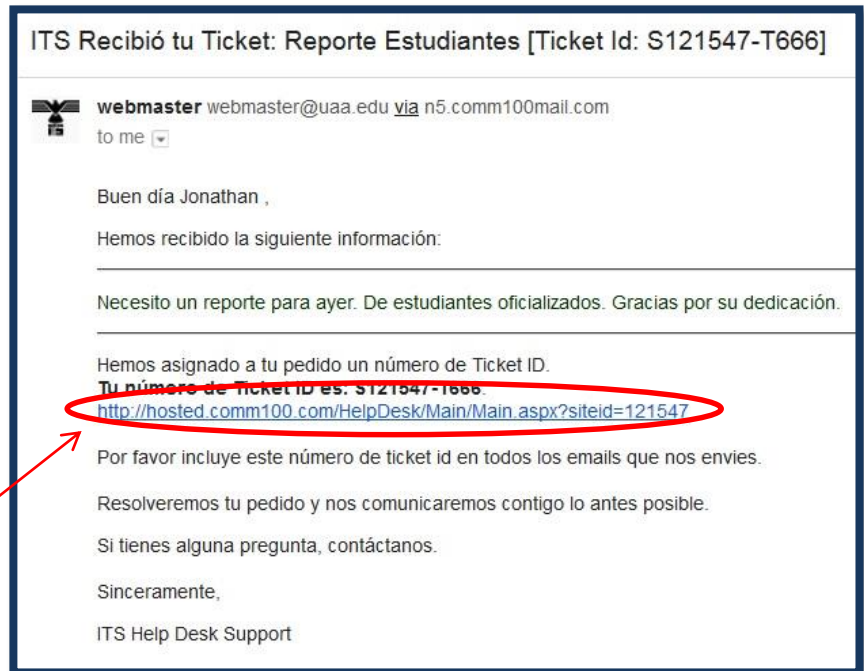 ITS Recibió tu Ticket: Reporte Estudiantes [Ticket Id: S121547-T666]
webmaster webmaster@uaa.edu via n5.comm100mail.com
ITS
to me
Buen día Jonathan ,
Hemos recibido la siguiente información:
Necesito un reporte para ayer. De estudiantes oficializados. Gracias por su dedicación.
Hemos asignado a tu pedido un número de Ticket ID.
Tu número de Ticket ID es: S121547-T666.
http://hosted.comm100.com/HelpDesk/Main/Main.aspx?siteid=121547
Por favor incluye este número de ticket id en todos los emails que nos envies.
Resolveremos tu pedido y nos comunicaremos contigo lo antes posible.
Si tienes alguna pregunta, contáctanos.
Sinceramente,
ITS Help Desk Support